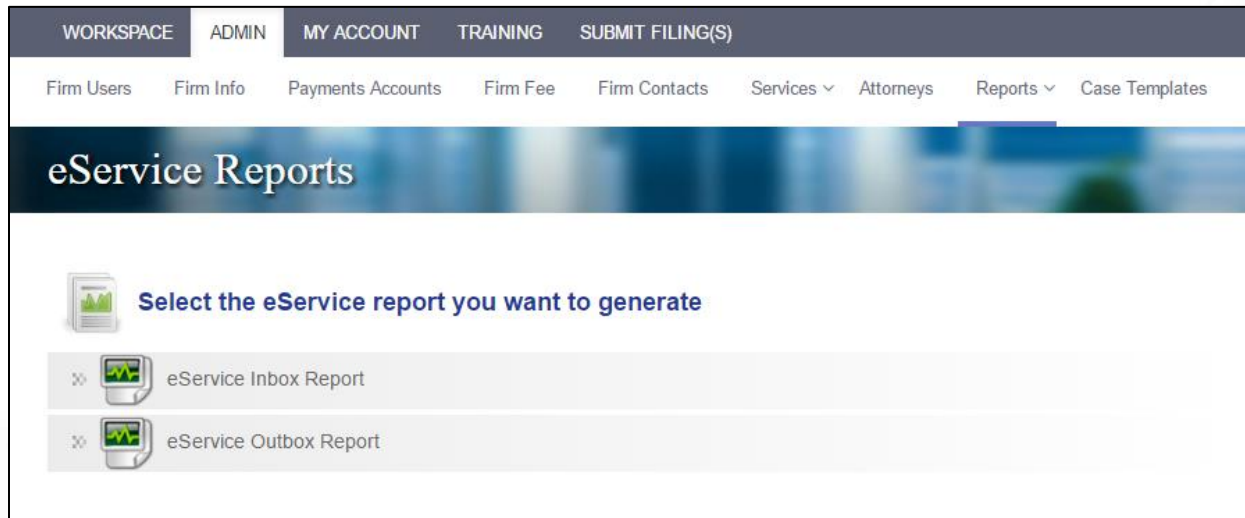 WORKSPACE ADMIN MY ACCOUNT TRAINING SUBMIT FILING(S)
Firm Users Firm Info Payments Accounts Firm Fee Firm Contacts Services Attorneys Reports Case Templates
eService Reports
Select the eService report you want to generate
eService Inbox Report
eService Outbox Report